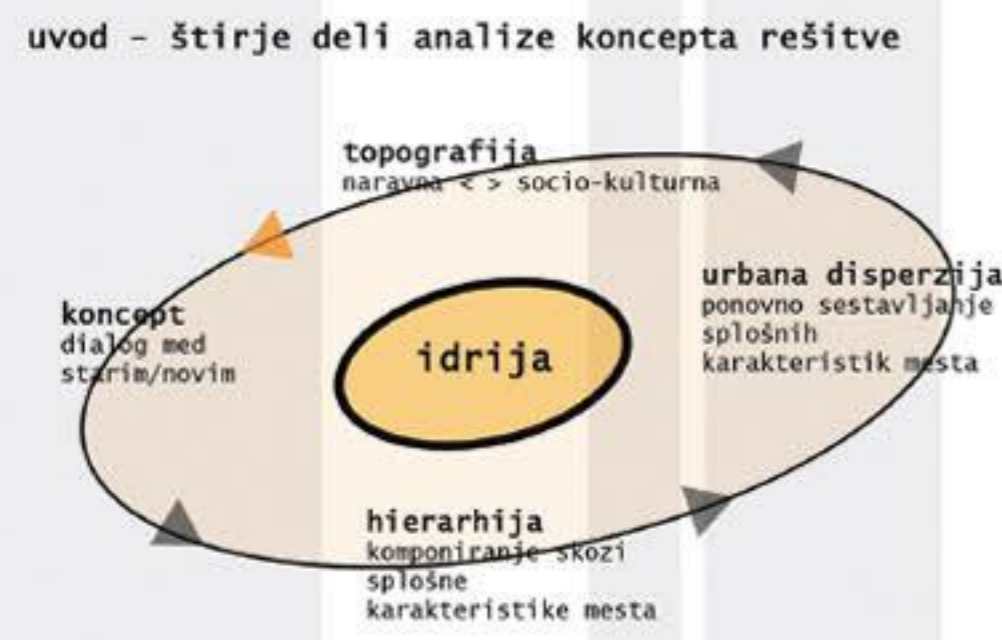 uvod – štirje deli analize koncepta rešitve
topografija
naravna < > socio-kulturna
urbana disperzija
ponovno sestavljanje
splošnih
karakteristik mesta
koncept
dialog med
starim/novim
idrija
hierarhija
komponiranje skozi
splošne
karakteristike mesta